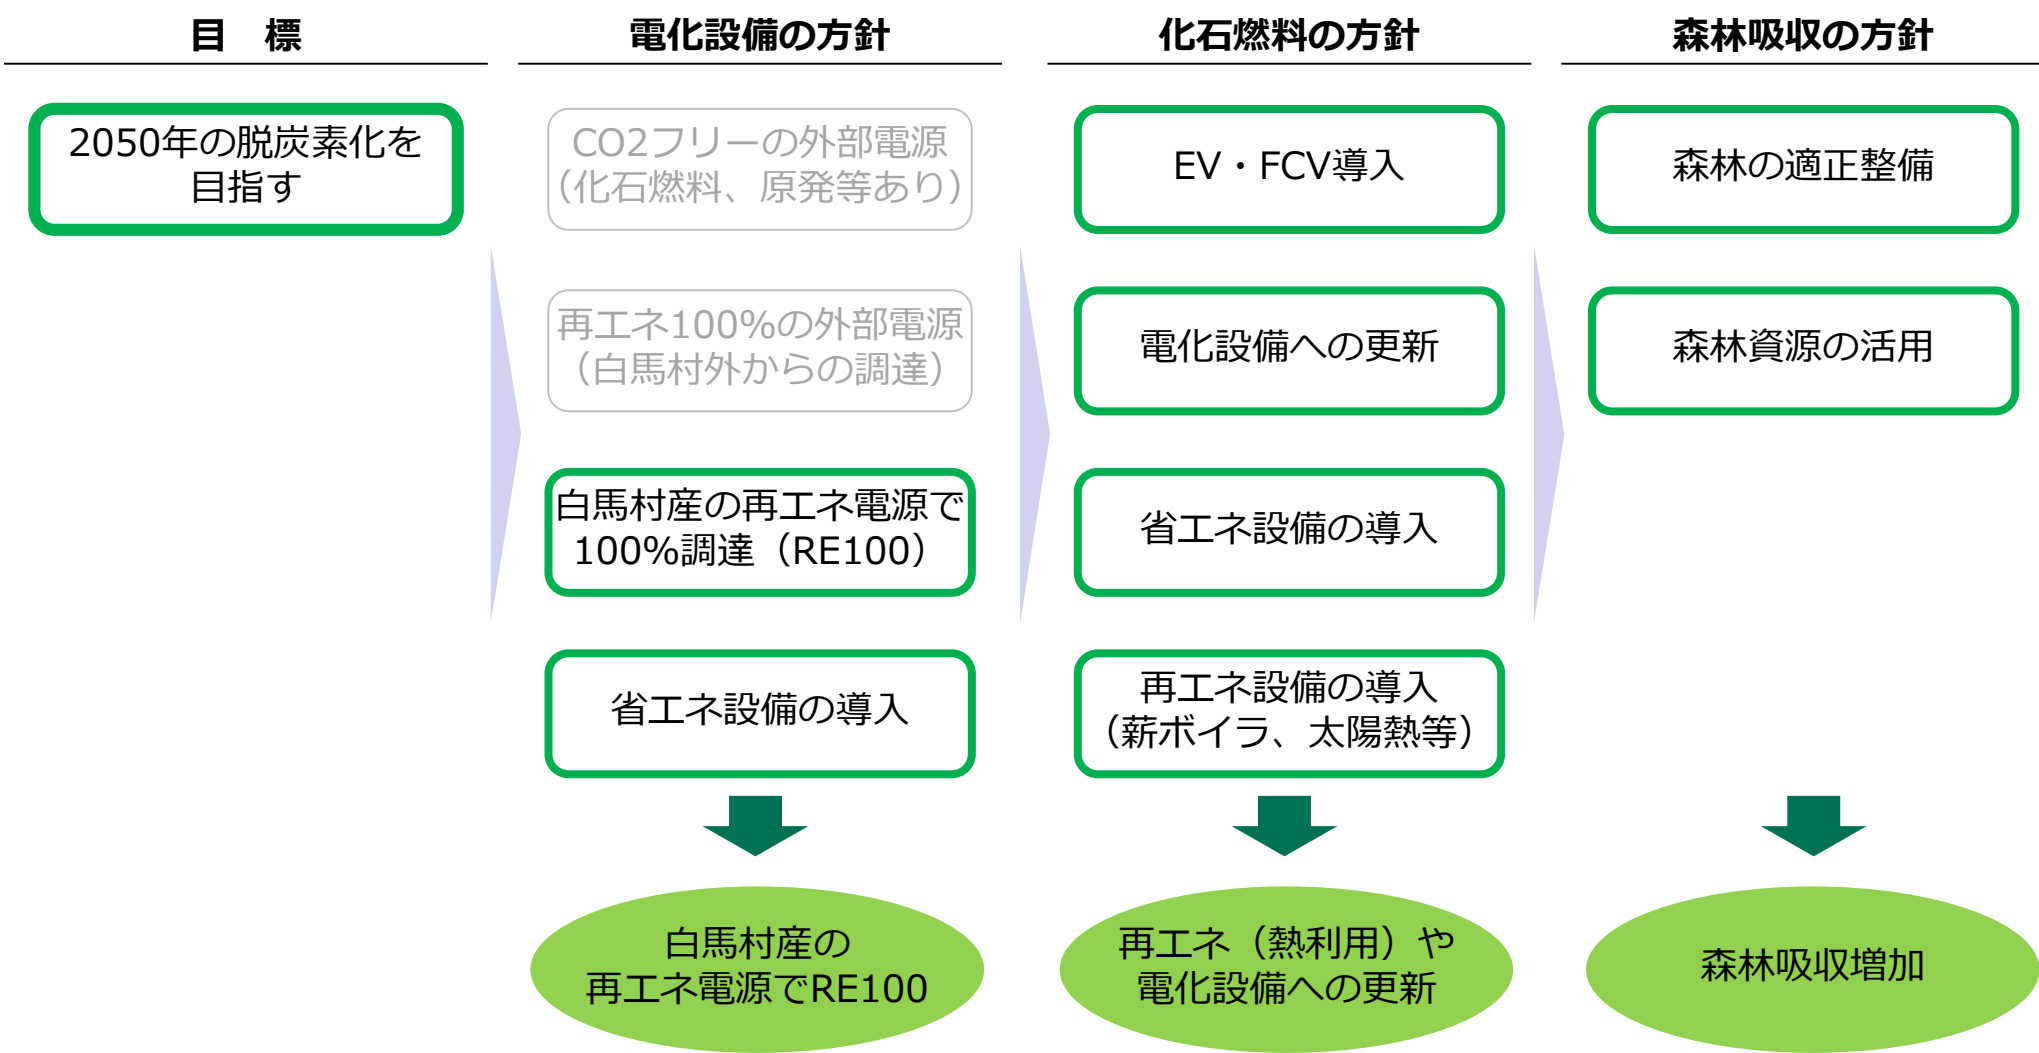 目　標
電化設備の方針
化石燃料の方針
森林吸収の方針
2050年の脱炭素化を
目指す
CO2フリーの外部電源
（化石燃料、原発等あり）
再エネ100%の外部電源
（白馬村外からの調達）
白馬村産の再エネ電源で
100%調達（RE100）
省エネ設備の導入
白馬村産の
再エネ電源でRE100
EV・FCV導入
電化設備への更新
省エネ設備の導入
再エネ設備の導入
（薪ボイラ、太陽熱等）
再エネ（熱利用）や
電化設備への更新
森林の適正整備
森林資源の活用
森林吸収増加